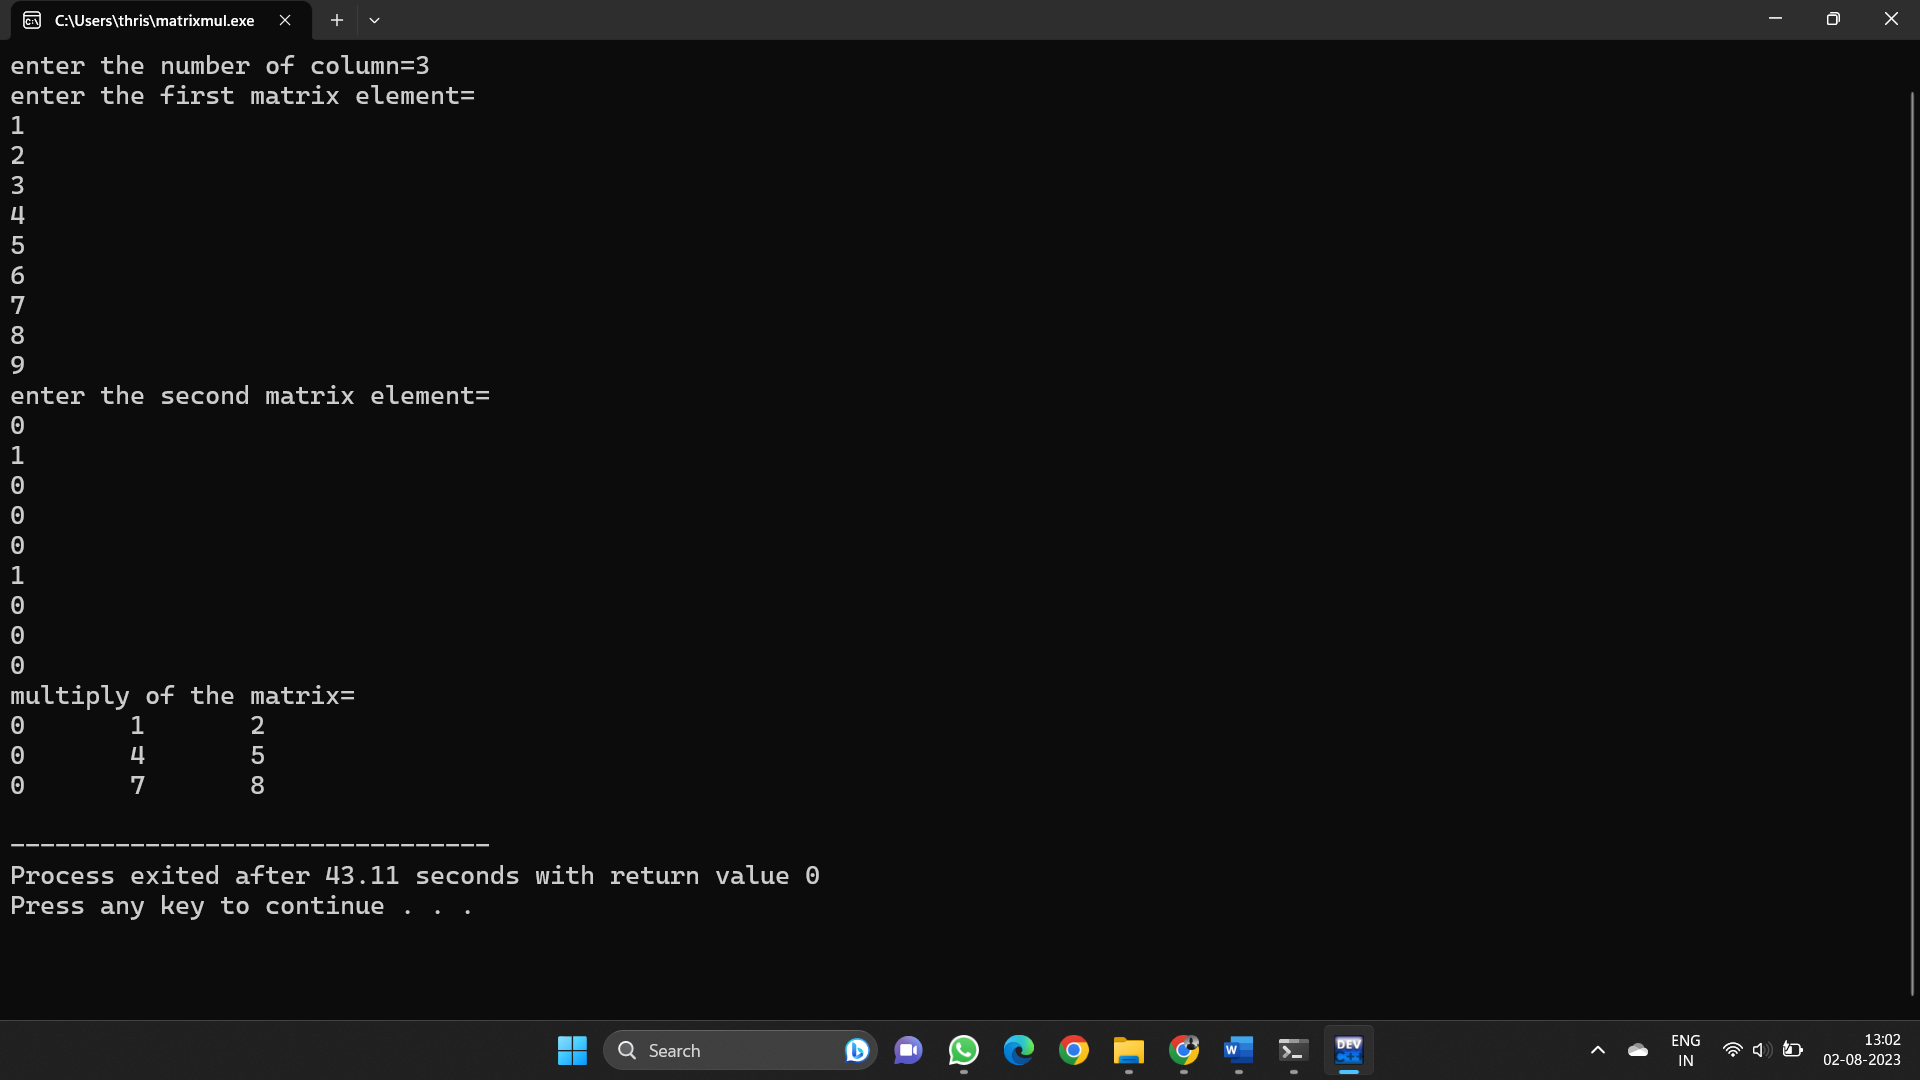 C:\Users\thris\matrixmul.exe
enter the number of column=3
enter the first matrix element=
1
2
3
4
5
6
7
8
9
enter the second matrix element=
0
1
0
0
0
1
0
0
0
multiply of the matrix=
0 1 2
0 4 5
0 7 8
--------------------------------
Process exited after 43.11 seconds with return value 0
Press any key to continue . . .
Search
W
DEV
C++
ENG
IN
13:02
02-08-2023